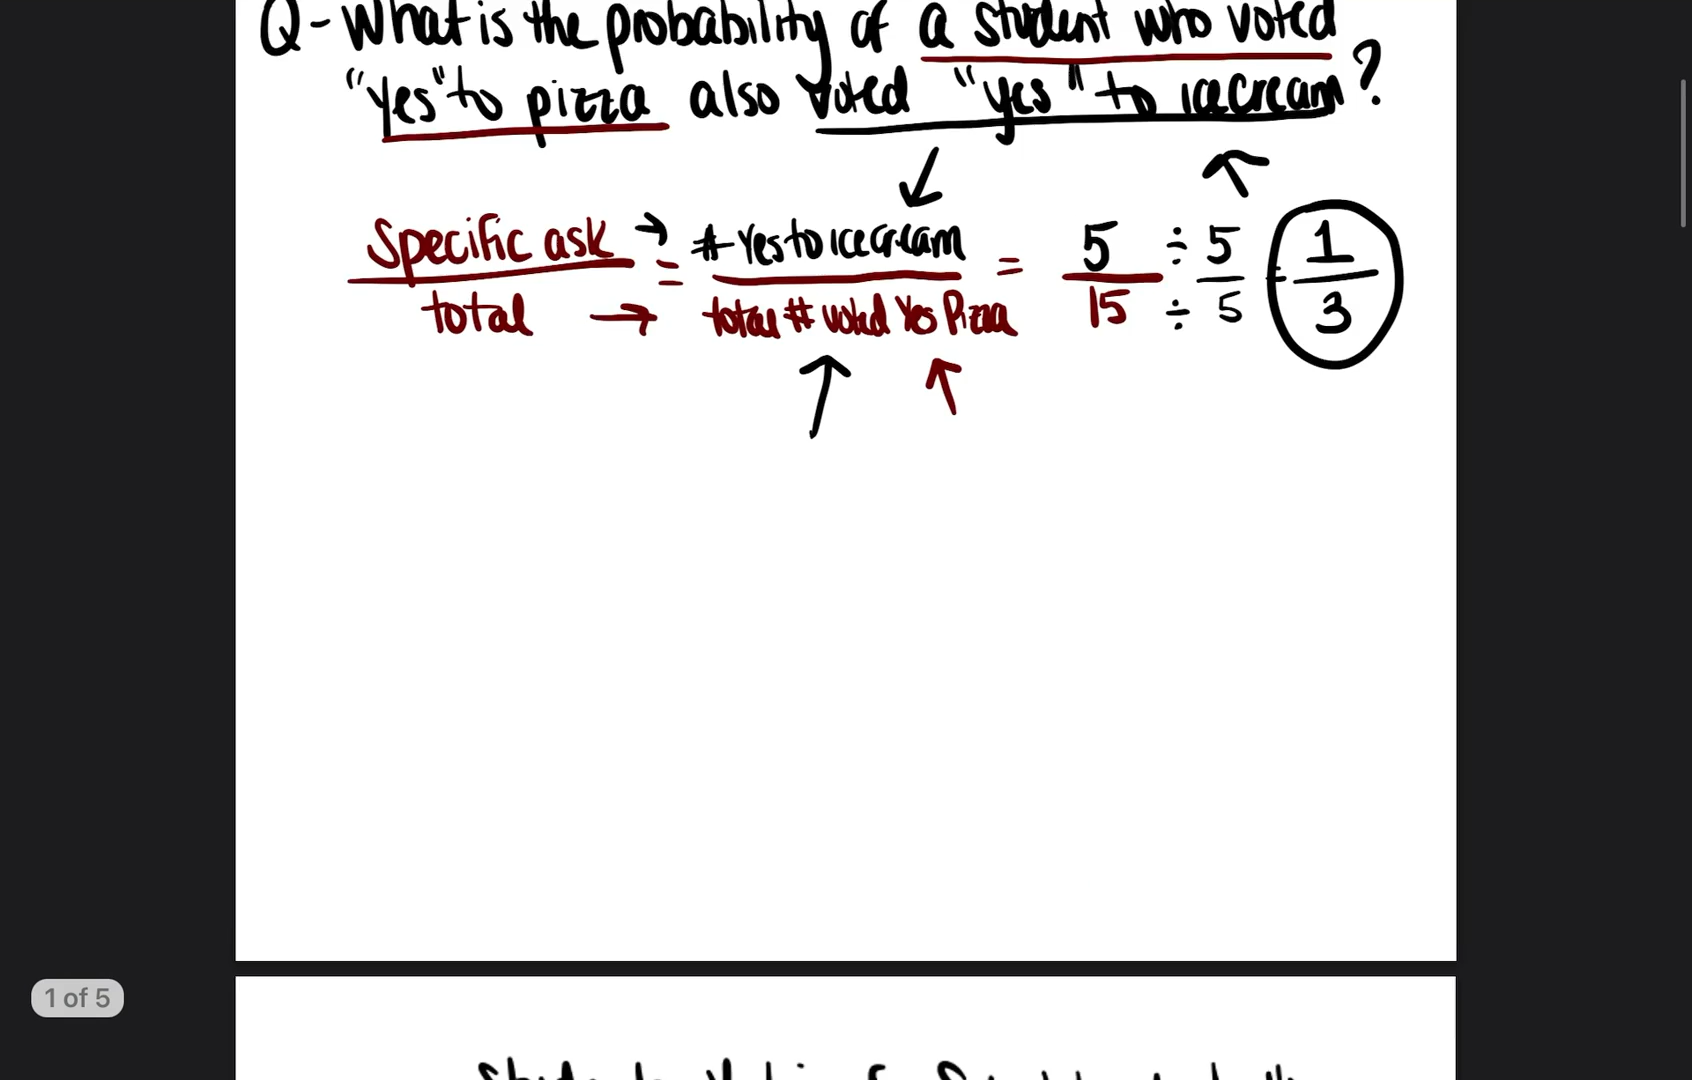 Q - What is the probability of a student who voted
"yes" to pizza also voted "yes" to icecream?
Specific ask → # Yes to icecream = 5 ÷ 5 = 1
total → total # voted Yes Pizza 15 ÷ 5 3
1 of 5